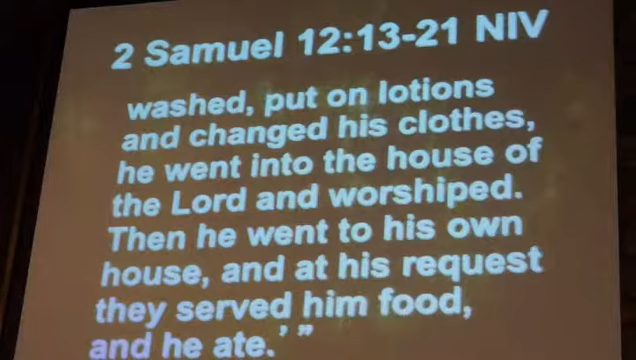 2 Samuel 12:13-21 NIV
washed, put on lotions
and changed his clothes,
he went into the house of
the Lord and worshiped.
Then he went to his own
house, and at his request
they served him food,
and he ate.’ ”